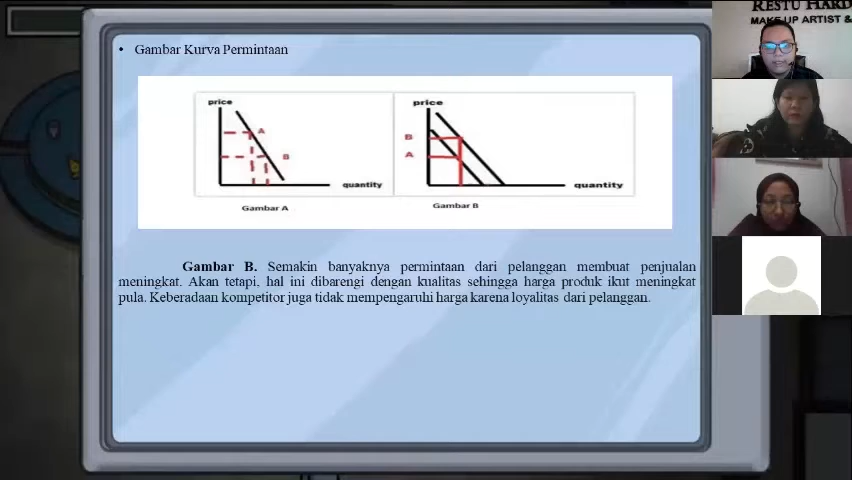 RESTU HARD
MAKE UP ARTIST &
• Gambar Kurva Permintaan
price
A
B
quantity
Gambar A
price
B
A
quantity
Gambar B
Gambar B. Semakin banyaknya permintaan dari pelanggan membuat penjualan
meningkat. Akan tetapi, hal ini dibarengi dengan kualitas sehingga harga produk ikut meningkat
pula. Keberadaan kompetitor juga tidak mempengaruhi harga karena loyalitas dari pelanggan.